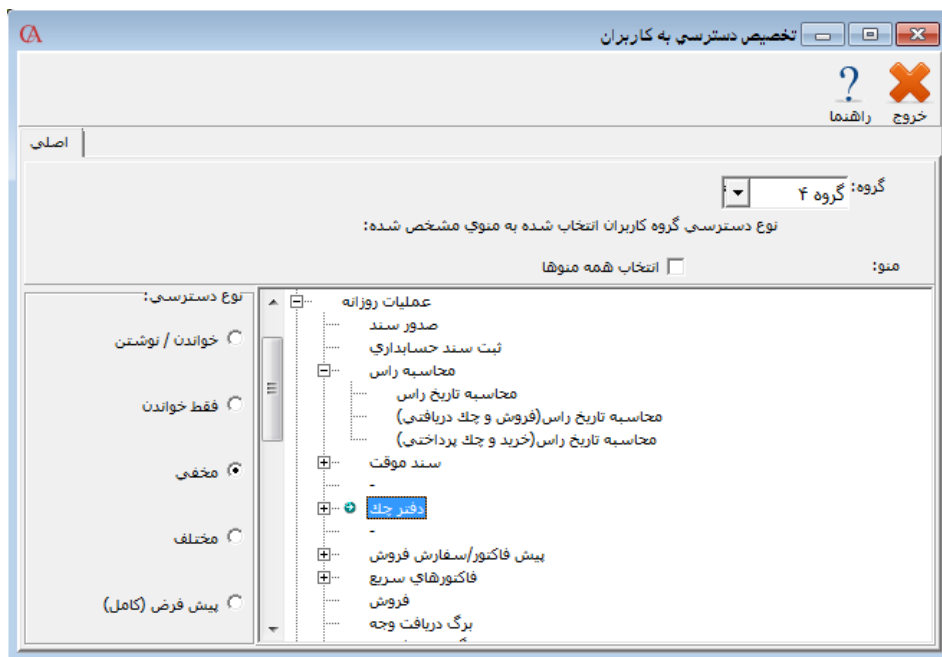 تخصيص دسترسي به كاربران
خروج
راهنما
اصلي
گروه:
گروه ۴
نوع دسترسي گروه كاربران انتخاب شده به منوي مشخص شده:
منو:
انتخاب همه منوها
عمليات روزانه
صدور سند
ثبت سند حسابداري
محاسبه راس
محاسبه تاريخ راس
محاسبه تاريخ راس(فروش و چك دريافتي)
محاسبه تاريخ راس(خريد و چك پرداختي)
سند موقت
-
دفتر چك
-
پيش فاكتور/سفارش فروش
فاكتورهاي سريع
فروش
برگ دريافت وجه
نوع دسترسي:
خواندن / نوشتن
فقط خواندن
مخفي
مختلف
پيش فرض (كامل)